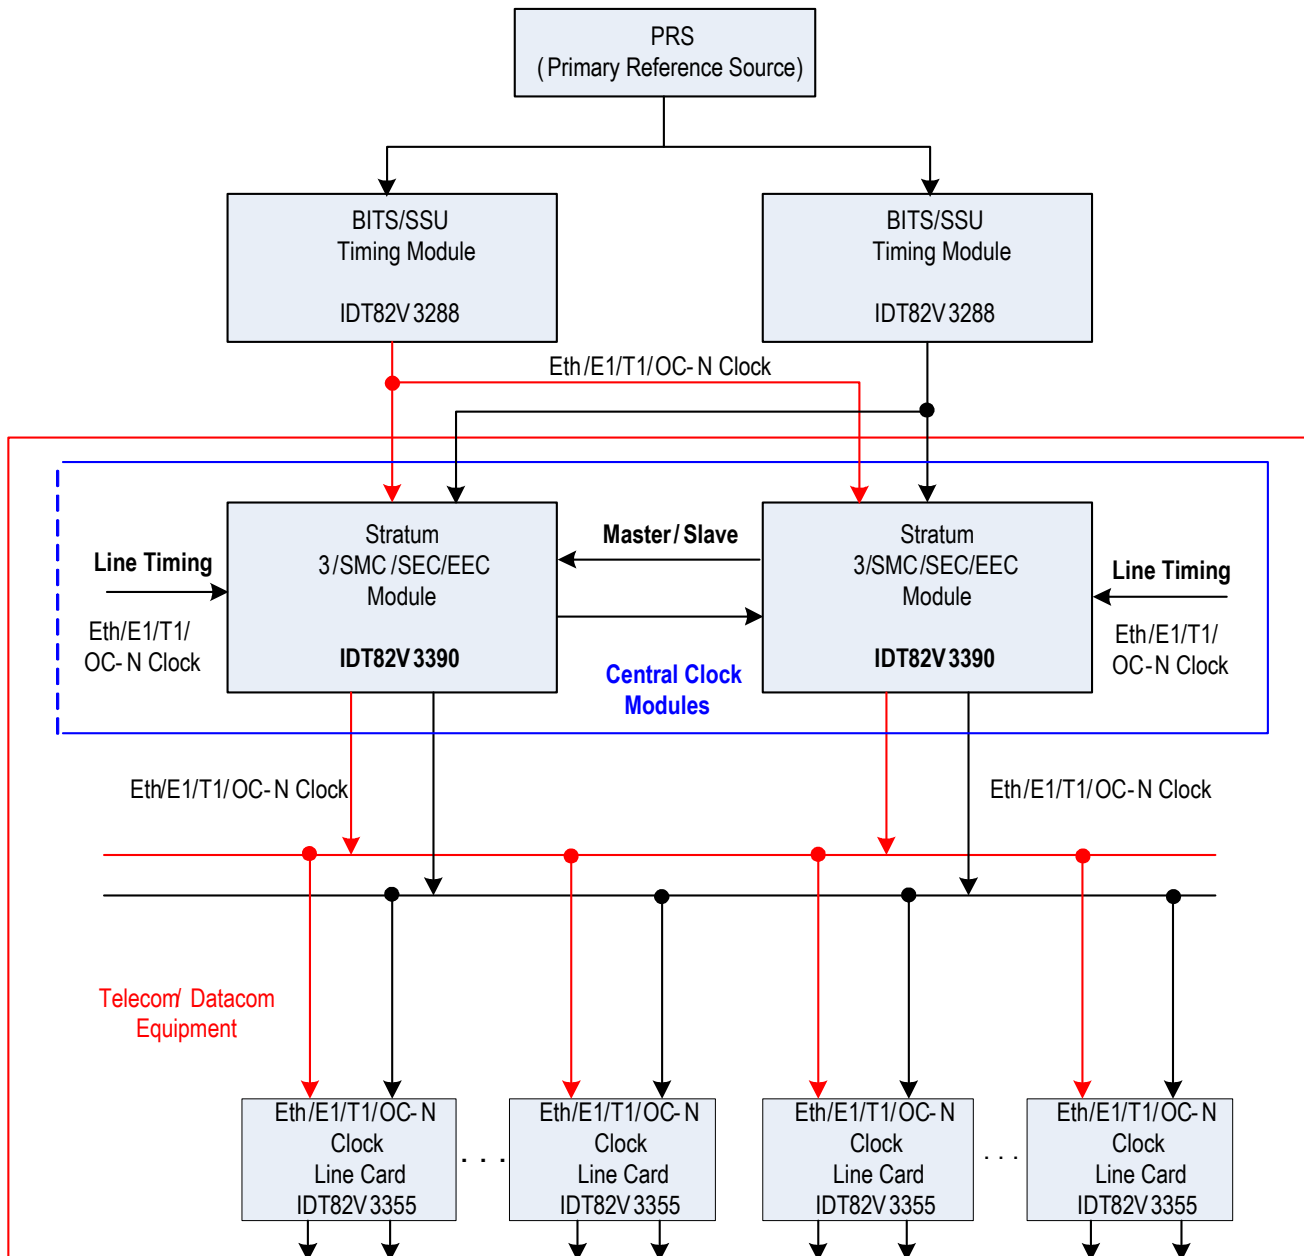 PRS
(Primary Reference Source)
BITS/SSU
Timing Module
IDT82V3288
BITS/SSU
Timing Module
IDT82V3288
Eth/E1/T1/OC-N Clock
Stratum
3/SMC/SEC/EEC
Module
IDT82V3390
Master/Slave
Stratum
3/SMC/SEC/EEC
Module
IDT82V3390
Line Timing
Eth/E1/T1/
OC-N Clock
Line Timing
Eth/E1/T1/
OC-N Clock
Central Clock
Modules
Eth/E1/T1/OC-N Clock
Eth/E1/T1/OC-N Clock
Telecom/ Datacom
Equipment
Eth/E1/T1/OC-N
Clock
Line Card
IDT82V3355
. . .
Eth/E1/T1/OC-N
Clock
Line Card
IDT82V3355
Eth/E1/T1/OC-N
Clock
Line Card
IDT82V3355
. . .
Eth/E1/T1/OC-N
Clock
Line Card
IDT82V3355